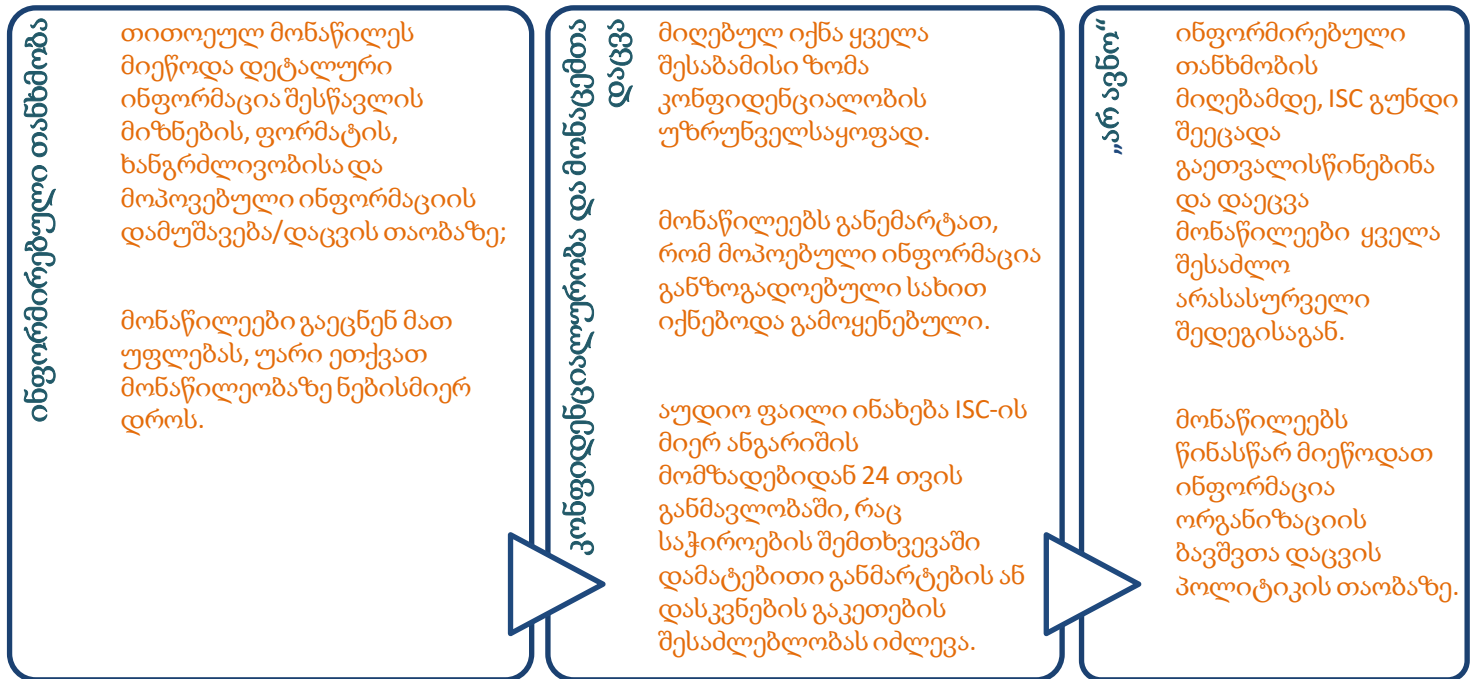 ინფორმირებული თანხმობა
თითოეულ მონაწილეს
მიეწოდა დეტალური
ინფორმაცია შესწავლის
მიზნების, ფორმატის,
ხანგრძლივობისა და
მოპოვებული ინფორმაციის
დამუშავება/დაცვის თაობაზე;
მონაწილეები გაეცნენ მათ
უფლებას, უარი ეთქვათ
მონაწილეობაზე ნებისმიერ
დროს.
კონფიდენციალურობა და მონაცემთა
დაცვა
მიღებულ იქნა ყველა
შესაბამისი ზომა
კონფიდენციალობის
უზრუნველსაყოფად.
მონაწილეებს განემარტათ,
რომ მოპოებული ინფორმაცია
განზოგადოებული სახით
იქნებოდა გამოყენებული.
აუდიო ფაილი ინახება ISC-ის
მიერ ანგარიშის
მომზადებიდან 24 თვის
განმავლობაში, რაც
საჭიროების შემთხვევაში
დამატებითი განმარტების ან
დასკვნების გაკეთების
შესაძლებლობას იძლევა.
„არ ავნო“
ინფორმირებული
თანხმობის
მიღებამდე, ISC გუნდი
შეეცადა
გაეთვალისწინებინა
და დაეცვა
მონაწილეები ყველა
შესაძლო
არასასურველი
შედეგისაგან.
მონაწილეებს
წინასწარ მიეწოდათ
ინფორმაცია
ორგანიზაციის
ბავშვთა დაცვის
პოლიტიკის თაობაზე.